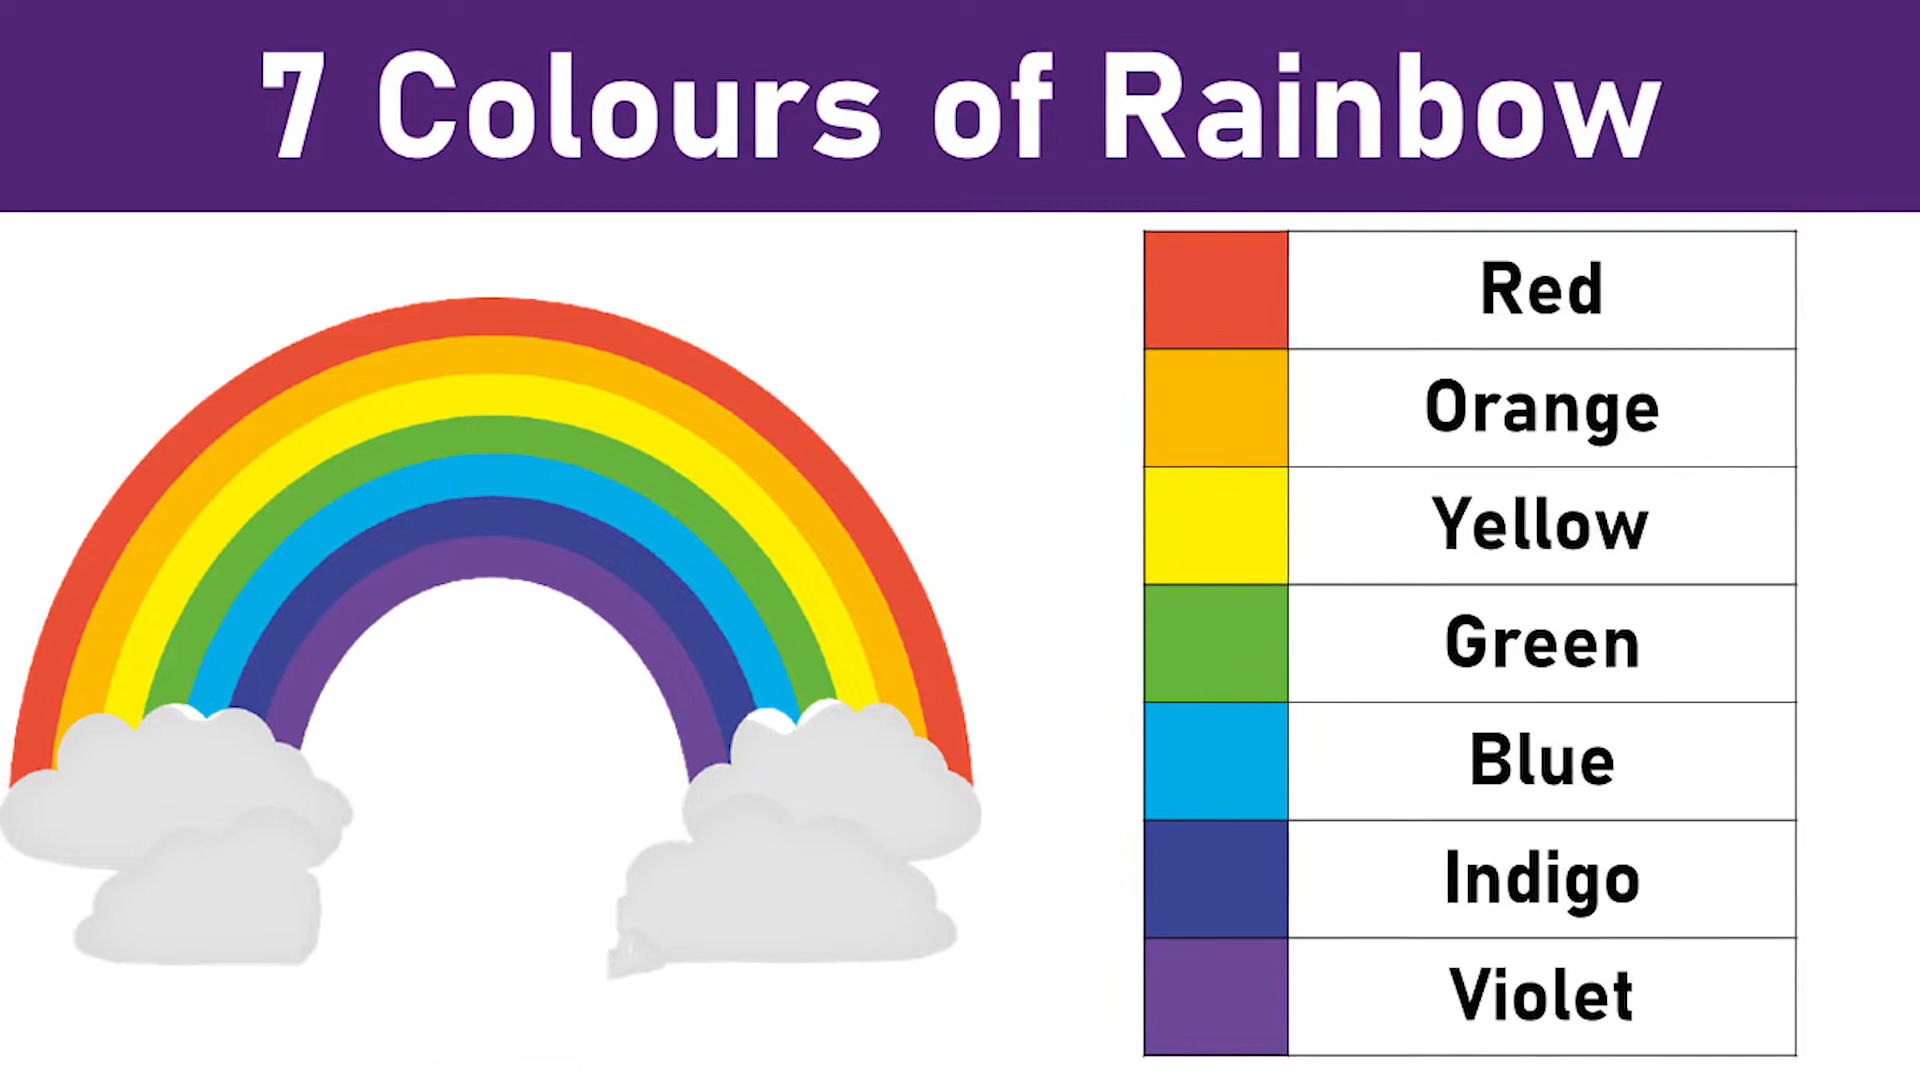 7 Colours of Rainbow
Red
Orange
Yellow
Green
Blue
Indigo
Violet